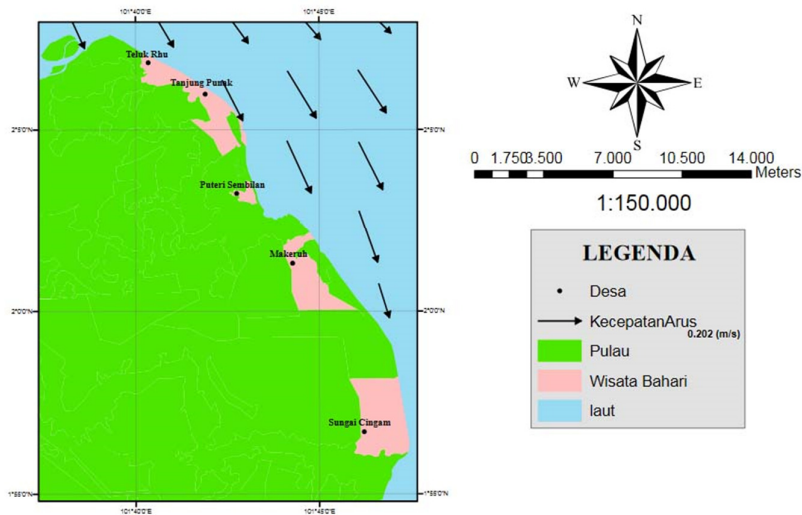 101°40'0"E 101°45'0"E
Teluk Rhu
Tanjung Punak
2°5'0"N 2°5'0"N
Puteri Sembilan
Makeruh
2°0'0"N 2°0'0"N
Sungai Cingam
1°55'0"N 1°55'0"N
101°40'0"E 101°45'0"E
N
W E
S
0 1.750 3.500 7.000 10.500 14.000
Meters
1:150.000
LEGENDA
Desa
KecepatanArus
0.202 (m/s)
Pulau
Wisata Bahari
laut